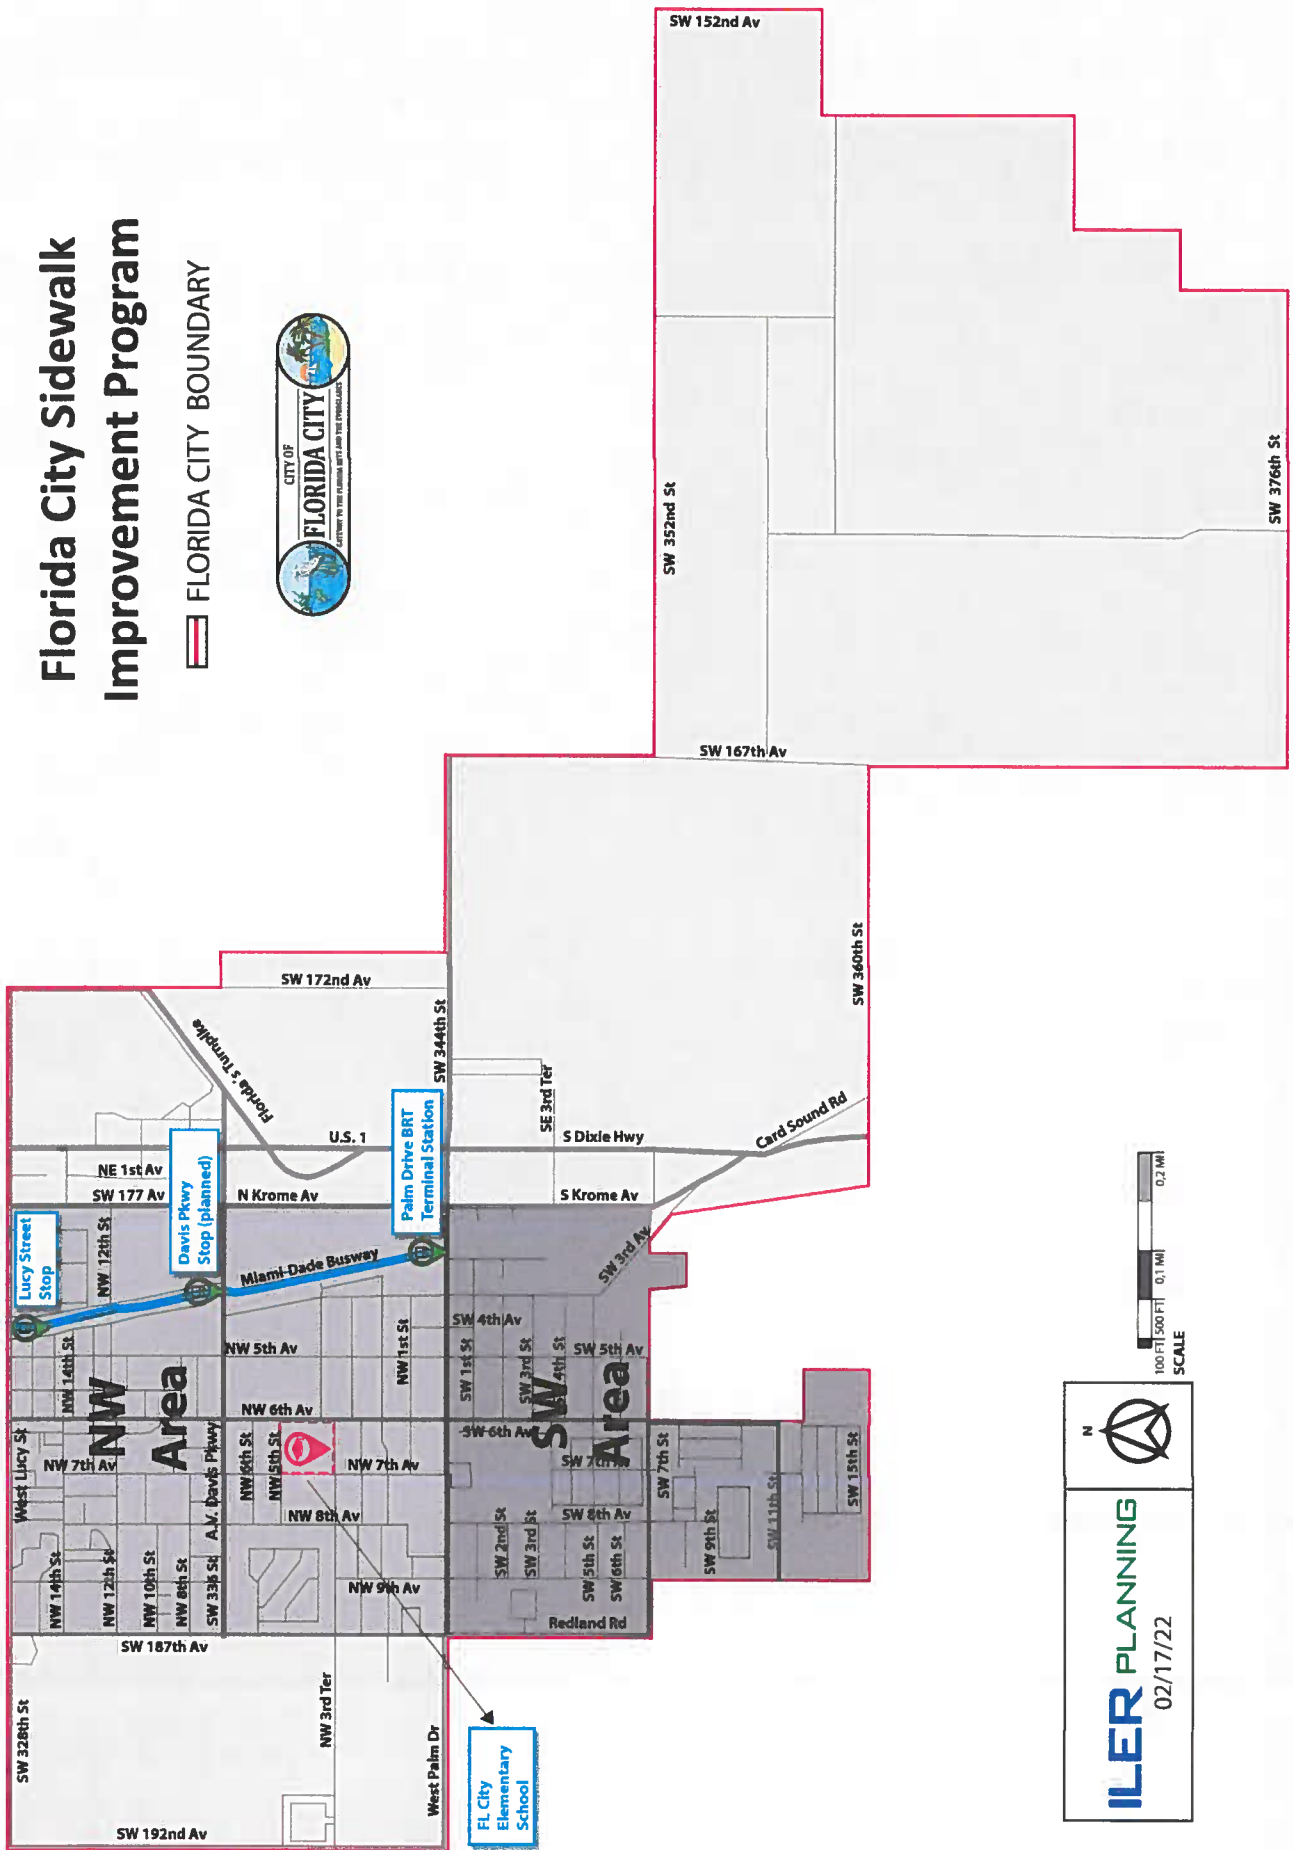 Florida City Sidewalk
Improvement Program
FLORIDA CITY BOUNDARY
CITY OF
FLORIDA CITY
GATEWAY TO THE FLORIDA KEYS AND THE EVERGLADES
SW 152nd Av
SW 352nd St
SW 376th St
SW 167th Av
SW 360th St
SW 172nd Av
SW 344th St
Florida's Turnpike
U.S. 1
SE 3rd Ter
S Dixie Hwy
Card Sound Rd
NE 1st Av
SW 177 Av
N Krome Av
S Krome Av
Lucy Street
Stop
Davis Pkwy
Stop (planned)
Palm Drive BRT
Terminal Station
NW 12th St
Miami-Dade Busway
SW 3rd Av
NW 14th St
NW 5th Av
NW 1st St
SW 4th Av
SW 1st St
SW 3rd St
4th St
SW 5th Av
NW
Area
SW
Area
NW 6th Av
SW 6th Av
West Lucy St
NW 7th Av
A.V. Davis Pkwy
NW 6th St
NW 5th St
NW 7th Av
SW 7th
SW 7th St
SW 15th St
NW 8th Av
SW 8th Av
SW 11th St
NW 14th St
NW 12th St
NW 10th St
NW 8th St
SW 336 St
NW 9th Av
SW 2nd St
SW 3rd St
SW 5th St
SW 6th St
SW 9th St
Redland Rd
SW 187th Av
SW 328th St
NW 3rd Ter
West Palm Dr
SW 192nd Av
FL City
Elementary
School
ILER PLANNING
02/17/22
N
100 FT
500 FT
0,1 MI
0,2 MI
SCALE